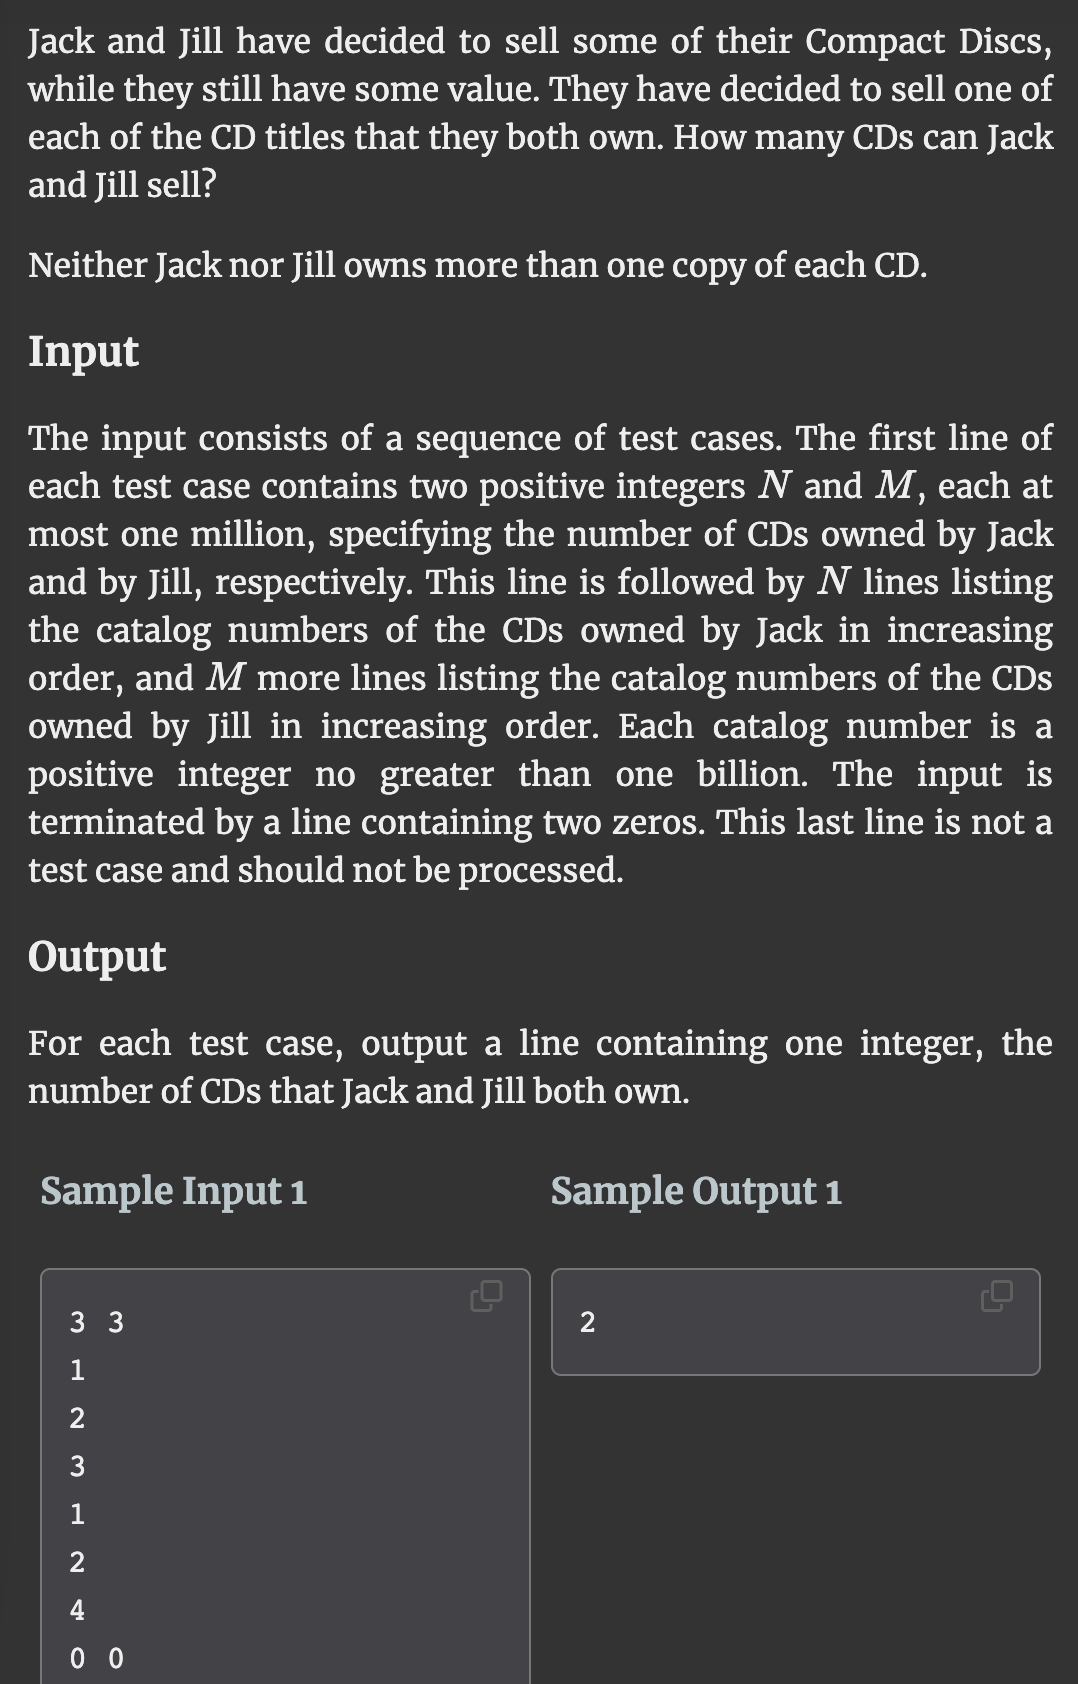 Jack and Jill have decided to sell some of their Compact Discs,
while they still have some value. They have decided to sell one of
each of the CD titles that they both own. How many CDs can Jack
and Jill sell?
Neither Jack nor Jill owns more than one copy of each CD.
Input
The input consists of a sequence of test cases. The first line of
each test case contains two positive integers N and M, each at
most one million, specifying the number of CDs owned by Jack
and by Jill, respectively. This line is followed by N lines listing
the catalog numbers of the CDs owned by Jack in increasing
order, and M more lines listing the catalog numbers of the CDs
owned by Jill in increasing order. Each catalog number is a
positive integer no greater than one billion. The input is
terminated by a line containing two zeros. This last line is not a
test case and should not be processed.
Output
For each test case, output a line containing one integer, the
number of CDs that Jack and Jill both own.
Sample Input 1
3 3
1
2
3
1
2
4
0 0
Sample Output 1
2